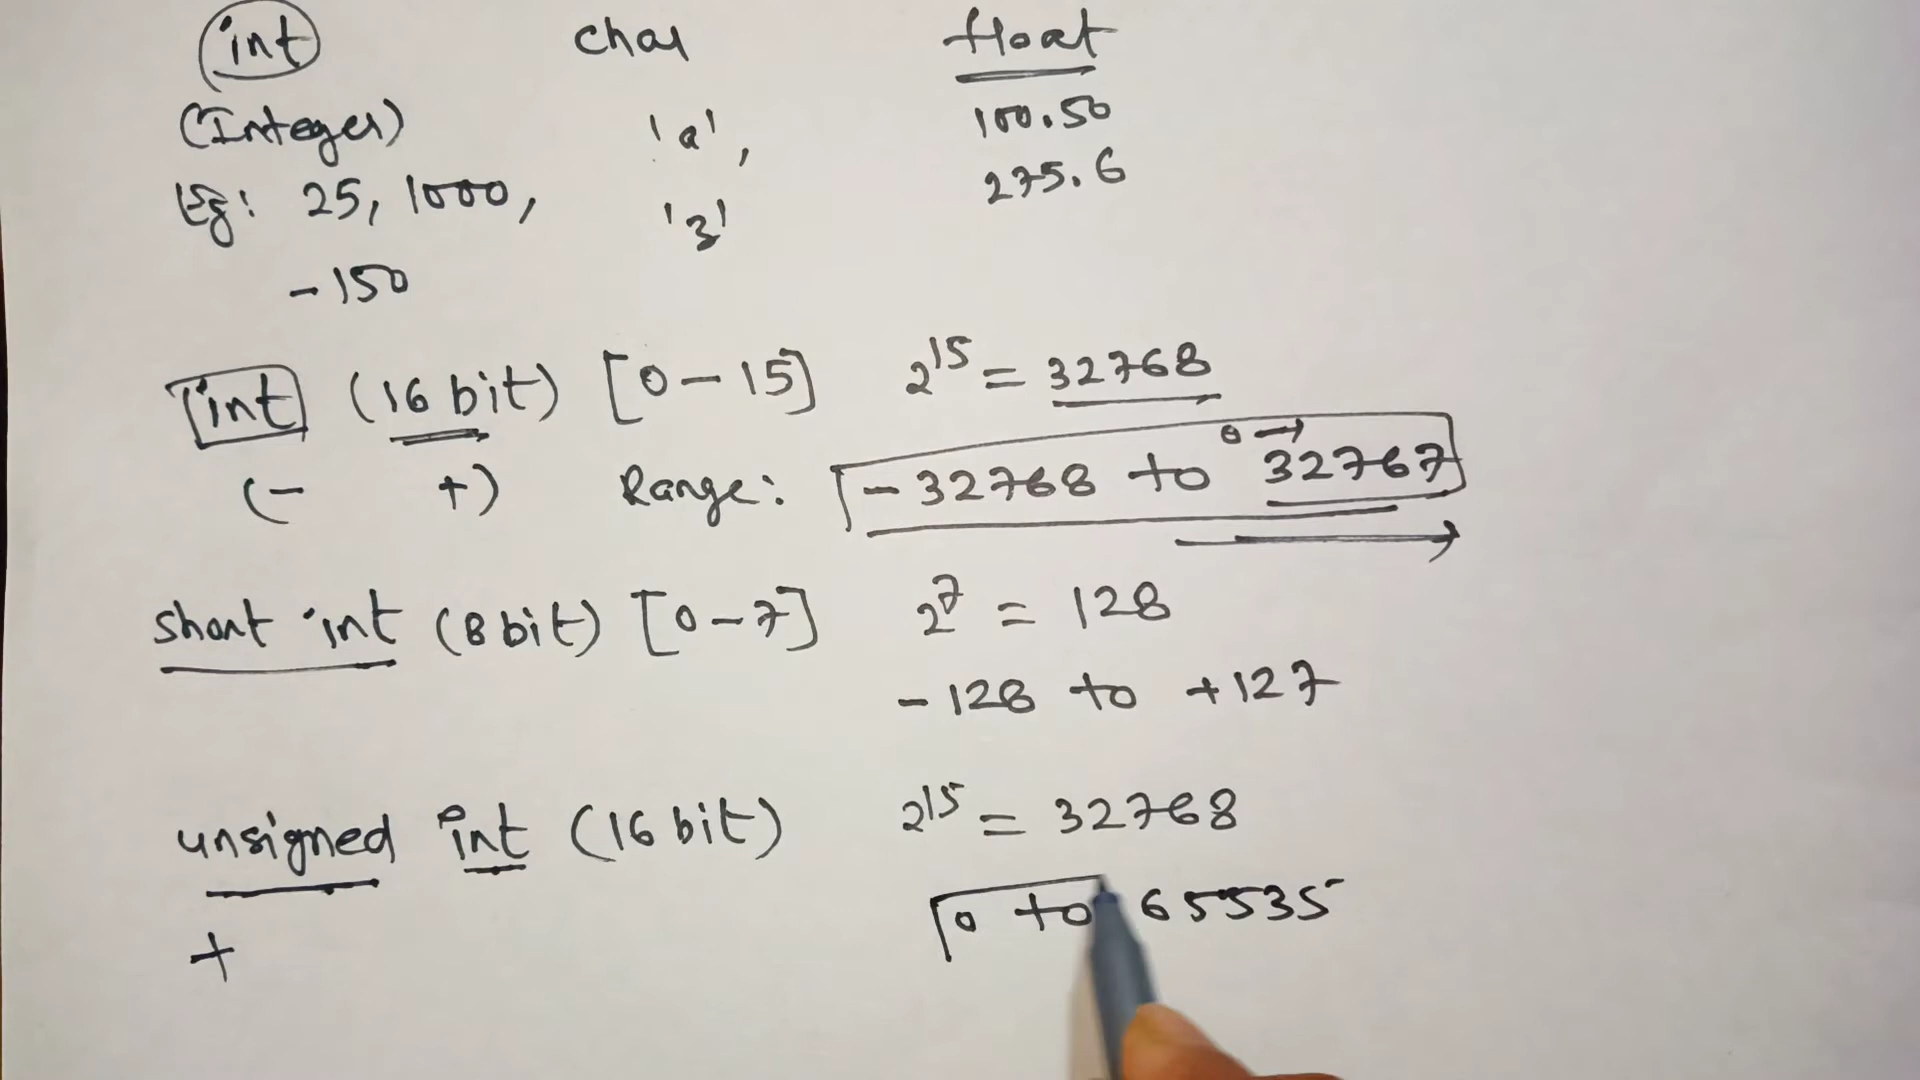 int char float
(Integer) 'a', 100.50
Eg: 25, 1000, 'z' 275.6
-150
int (16 bit) [0-15] 2^15 = 32768
(- +) Range: -32768 to 0 → 32767
short int (8 bit) [0-7] 2^7 = 128
-128 to +127
unsigned int (16 bit) 2^15 = 32768
+ 0 to 65535